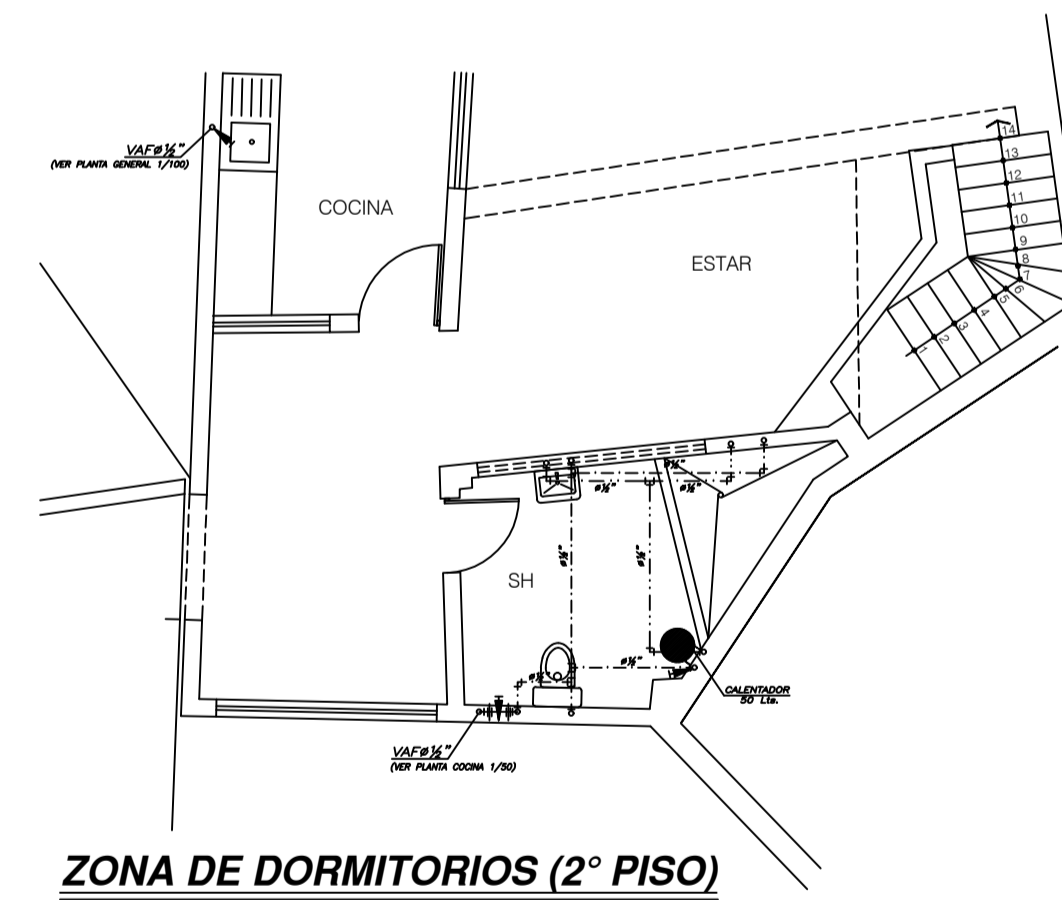 VAFø½"
(VER PLANTA GENERAL 1/100)
COCINA
ESTAR
14
13
12
11
10
9
8
7
6
5
4
3
2
1
ø½"
ø½"
ø½"
ø½"
ø½"
SH
ø½"
ø½"
CALENTADOR
50 Lts.
VAFø½"
(VER PLANTA COCINA 1/50)
ZONA DE DORMITORIOS (2° PISO)